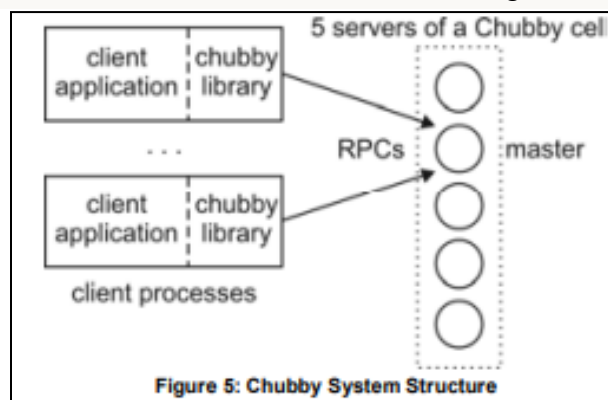 5 servers of a Chubby cell
client application
chubby library
. . .
RPCs
master
client application
chubby library
client processes
Figure 5: Chubby System Structure